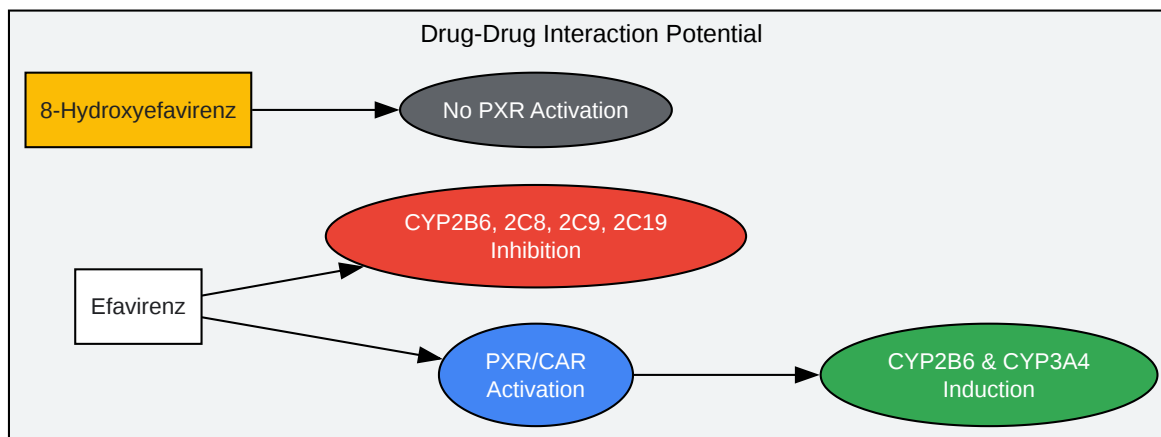 Drug-Drug Interaction Potential
8-Hydroxyefavirenz
No PXR Activation
CYP2B6, 2C8, 2C9, 2C19
Inhibition
Efavirenz
PXR/CAR
Activation
CYP2B6 & CYP3A4
Induction